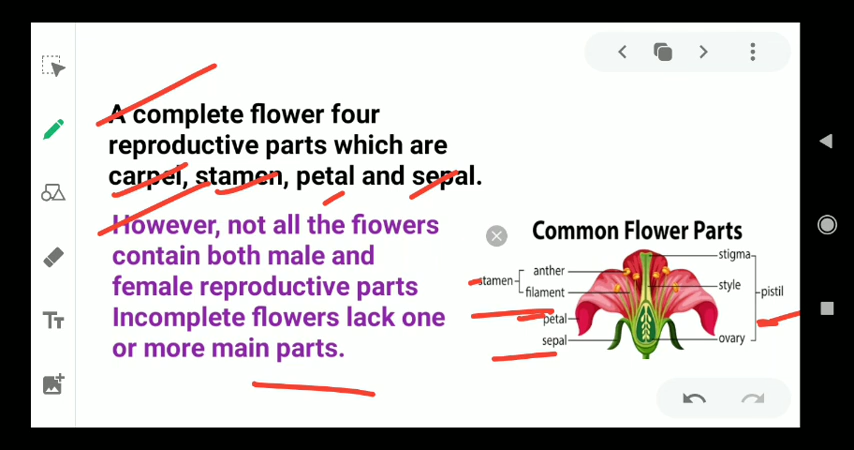 A complete flower four
reproductive parts which are
carpel, stamen, petal and sepal.
However, not all the flowers
contain both male and
female reproductive parts
Incomplete flowers lack one
or more main parts.
Common Flower Parts
stigma
anther
stamen
style
filament
pistil
petal
sepal
ovary
Tт